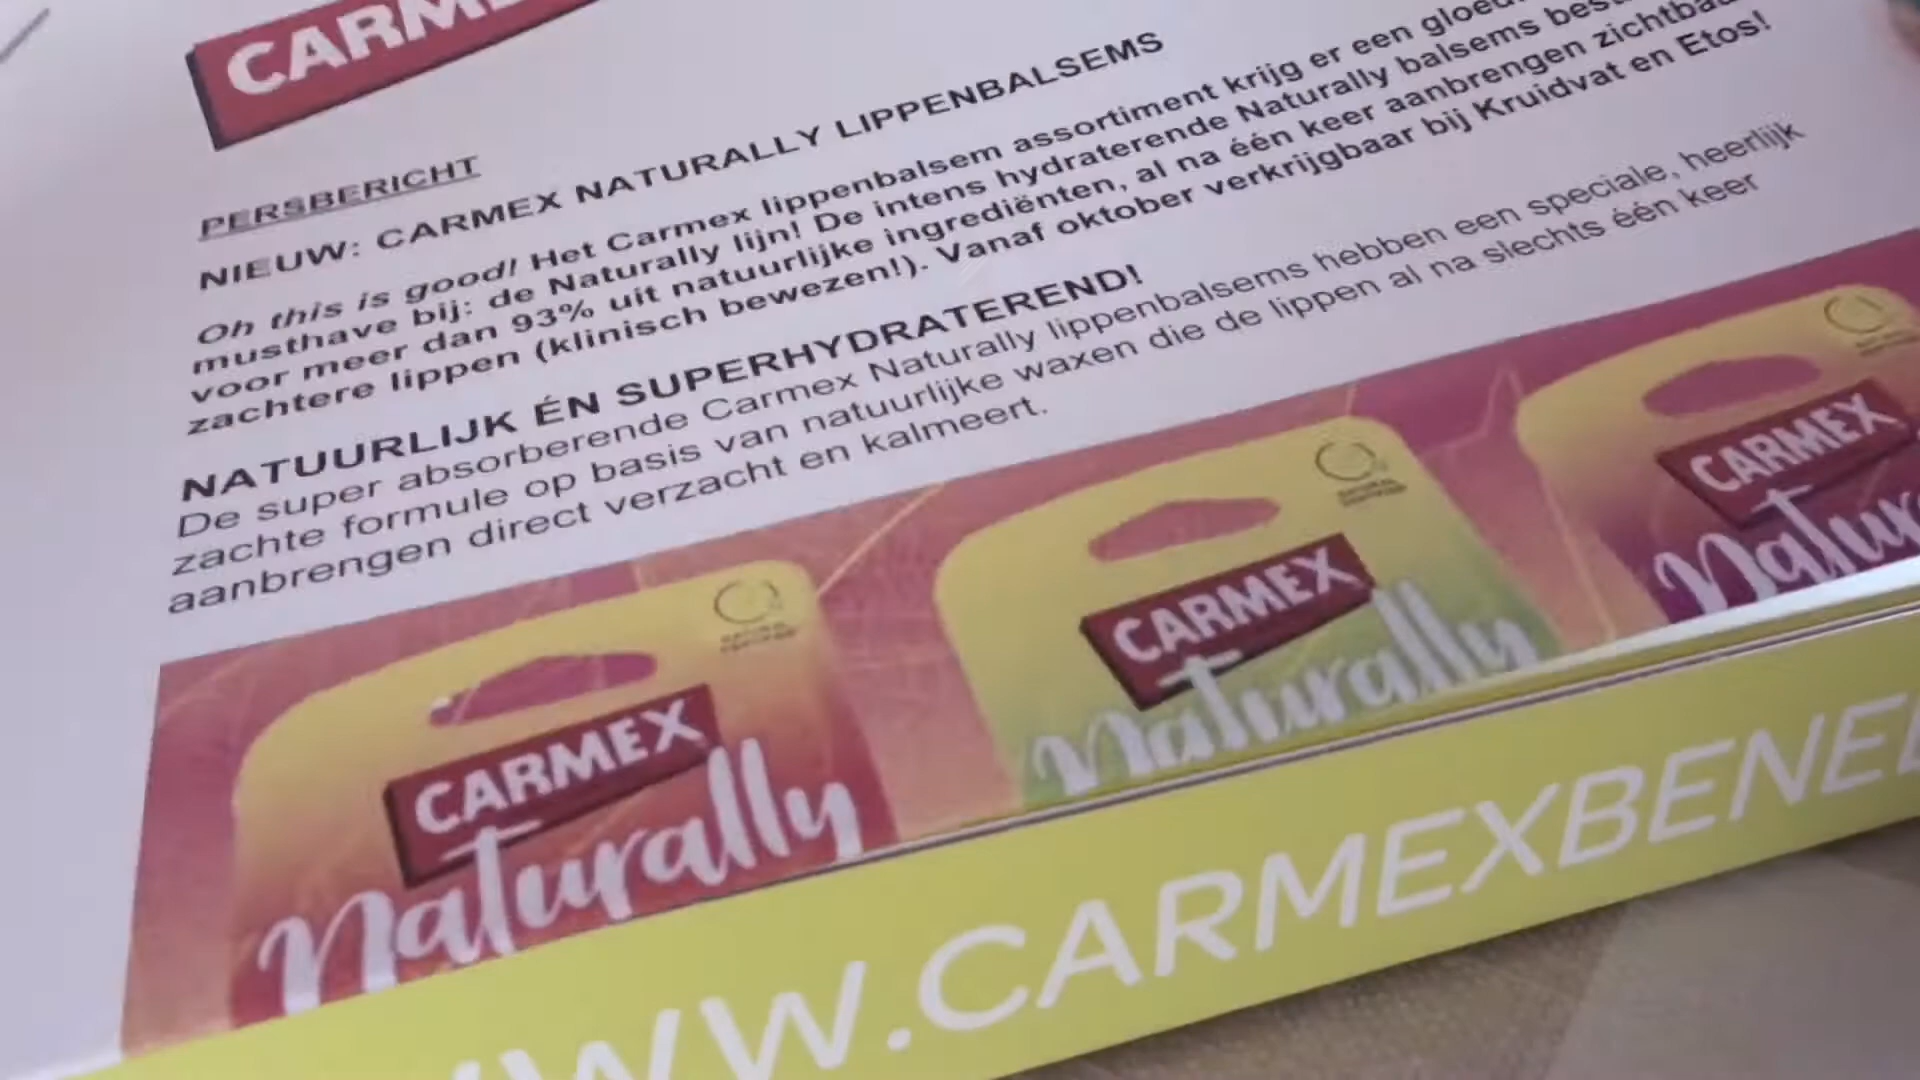 CARMEX
PERSBERICHT
NIEUW: CARMEX NATURALLY LIPPENBALSEMS
Oh this is good! Het Carmex lippenbalsem assortiment krijg er een
musthave bij: de Naturally lijn! De intens hydraterende Naturally balsems
voor meer dan 93% uit natuurlijke ingrediënten, al na één keer aanbrengen
zachtere lippen (klinisch bewezen!). Vanaf oktober verkrijgbaar bij Kruidvat en Etos!
NATUURLIJK ÉN SUPERHYDRATEREND!
De super absorberende Carmex Naturally lippenbalsems hebben een speciale, heerlijk
zachte formule op basis van natuurlijke waxen die de lippen al na slechts één keer
aanbrengen direct verzacht en kalmeert.
CARMEX
Naturally
CARMEX
Naturally
CARMEX
WWW.CARMEXBENE